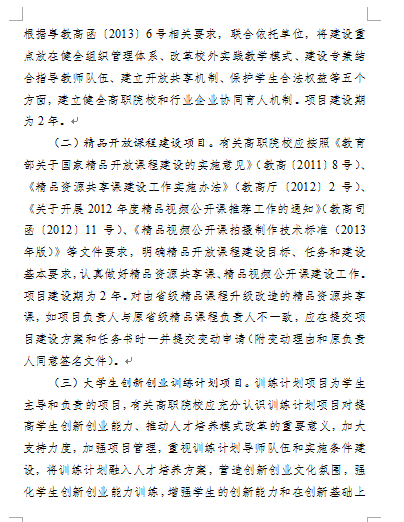 根据粤教高函〔2013〕6号相关要求，联合依托单位，将建设重
点放在健全组织管理体系、改革校外实践教学模式、建设专兼结
合指导教师队伍、建立开放共享机制、保护学生合法权益等五个
方面，建立健全高职院校和行业企业协同育人机制。项目建设期
为2年。
（二）精品开放课程建设项目。有关高职院校应按照《教育
部关于国家精品开放课程建设的实施意见》（教高〔2011〕8号）、
《精品资源共享课建设工作实施办法》（教高厅〔2012〕2 号）、
《关于开展2012年度精品视频公开课推荐工作的通知》（教高司
函〔2012〕11 号）、《精品视频公开课拍摄制作技术标准（2013
年版）》等文件要求，明确精品开放课程建设目标、任务和建设
基本要求，认真做好精品资源共享课、精品视频公开课建设工作。
项目建设期为2年。对由省级精品课程升级改造的精品资源共享
课，如项目负责人与原省级精品课程负责人不一致，应在提交项
目建设方案和任务书时一并提交变动申请（附变动理由和原负责
人同意签名文件）。
（三）大学生创新创业训练计划项目。训练计划项目为学生
主导和负责的项目，有关高职院校应充分认识训练计划项目对提
高学生创新创业能力、推动人才培养模式改革的重要意义，加大
支持力度，加强项目管理，重视训练计划导师队伍和实施条件建
设，将训练计划融入人才培养方案，营造创新创业文化氛围，强
化学生创新创业能力训练，增强学生的创新能力和在创新基础上